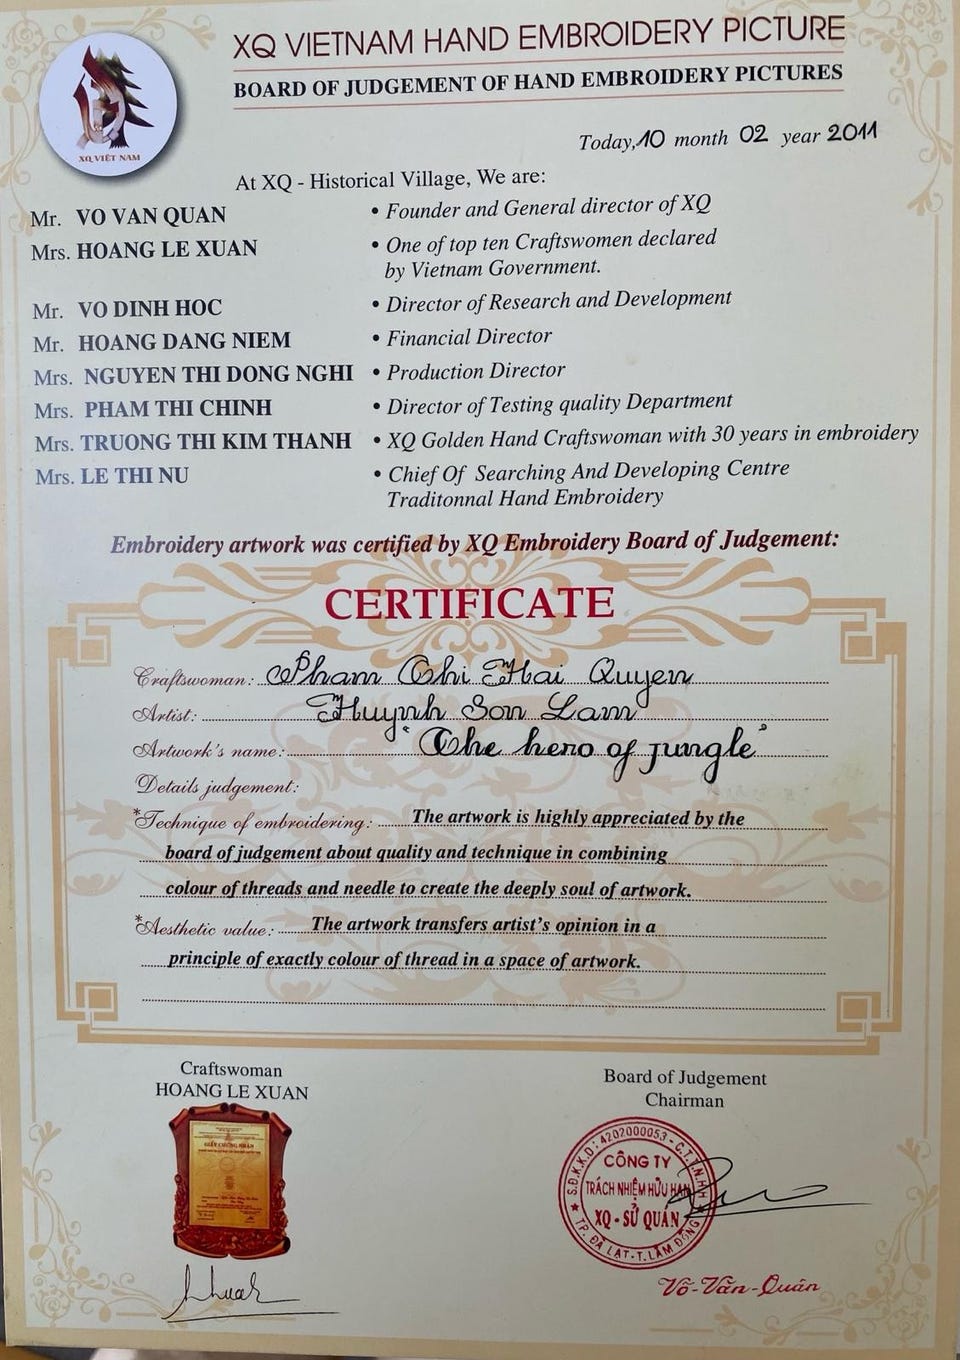 XQ VIETNAM HAND EMBROIDERY PICTURE
BOARD OF JUDGEMENT OF HAND EMBROIDERY PICTURES
XQ VIỆT NAM
Today, 10 month 02 year 2011
At XQ - Historical Village, We are:
Mr. VO VAN QUAN • Founder and General director of XQ
Mrs. HOANG LE XUAN • One of top ten Craftswomen declared
by Vietnam Government.
Mr. VO DINH HOC • Director of Research and Development
Mr. HOANG DANG NIEM • Financial Director
Mrs. NGUYEN THI DONG NGHI • Production Director
Mrs. PHAM THI CHINH • Director of Testing quality Department
Mrs. TRUONG THI KIM THANH • XQ Golden Hand Craftswoman with 30 years in embroidery
Mrs. LE THI NU • Chief Of Searching And Developing Centre
Traditonnal Hand Embroidery
Embroidery artwork was certified by XQ Embroidery Board of Judgement:
CERTIFICATE
Craftswoman: Pham Thi Hai Quyen
Artist: Huynh Son Lam
Artwork's name: "The hero of jungle"
Details judgement:
*Technique of embroidering: The artwork is highly appreciated by the
board of judgement about quality and technique in combining
colour of threads and needle to create the deeply soul of artwork.
*Aesthetic value: The artwork transfers artist's opinion in a
principle of exactly colour of thread in a space of artwork.
Craftswoman
HOANG LE XUAN
GIẤY CHỨNG NHẬN
Board of Judgement
Chairman
S.Đ.K.K.D: 4202000053 - C.T.T.N.H.H
CÔNG TY
TRÁCH NHIỆM HỮU HẠN
XQ - SỬ QUÁN
TP. ĐÀ LẠT - T. LÂM ĐỒNG
Võ-Văn-Quân